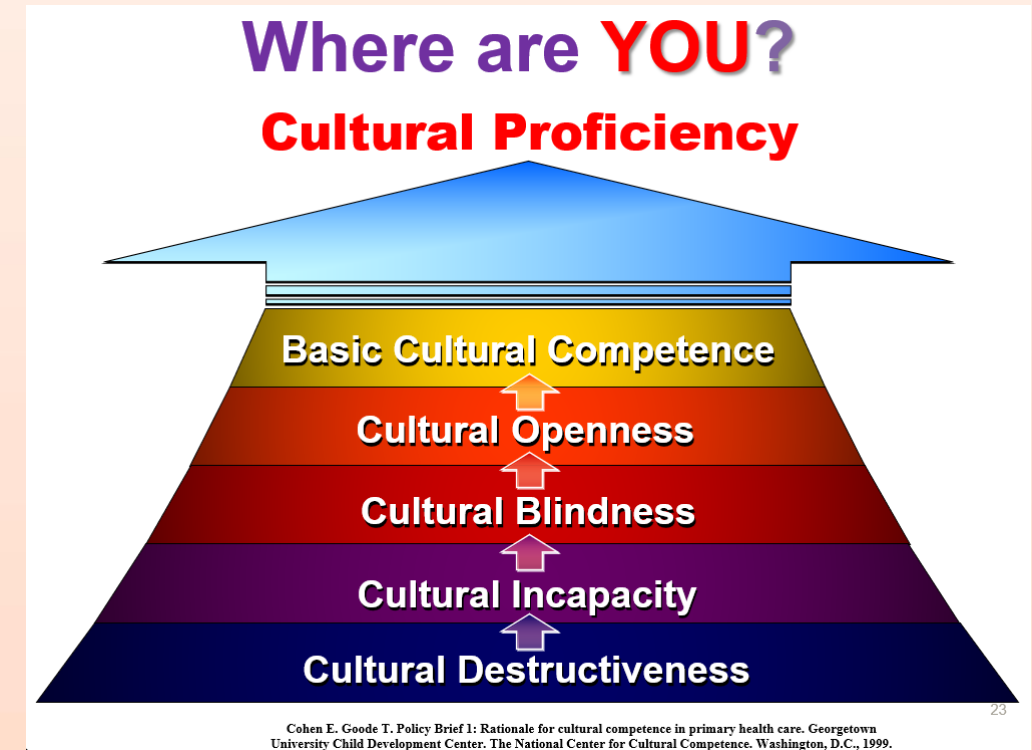 Where are YOU?
Cultural Proficiency
Basic Cultural Competence
Cultural Openness
Cultural Blindness
Cultural Incapacity
Cultural Destructiveness
23
Cohen E. Goode T. Policy Brief 1: Rationale for cultural competence in primary health care. Georgetown
University Child Development Center. The National Center for Cultural Competence. Washington, D.C., 1999.